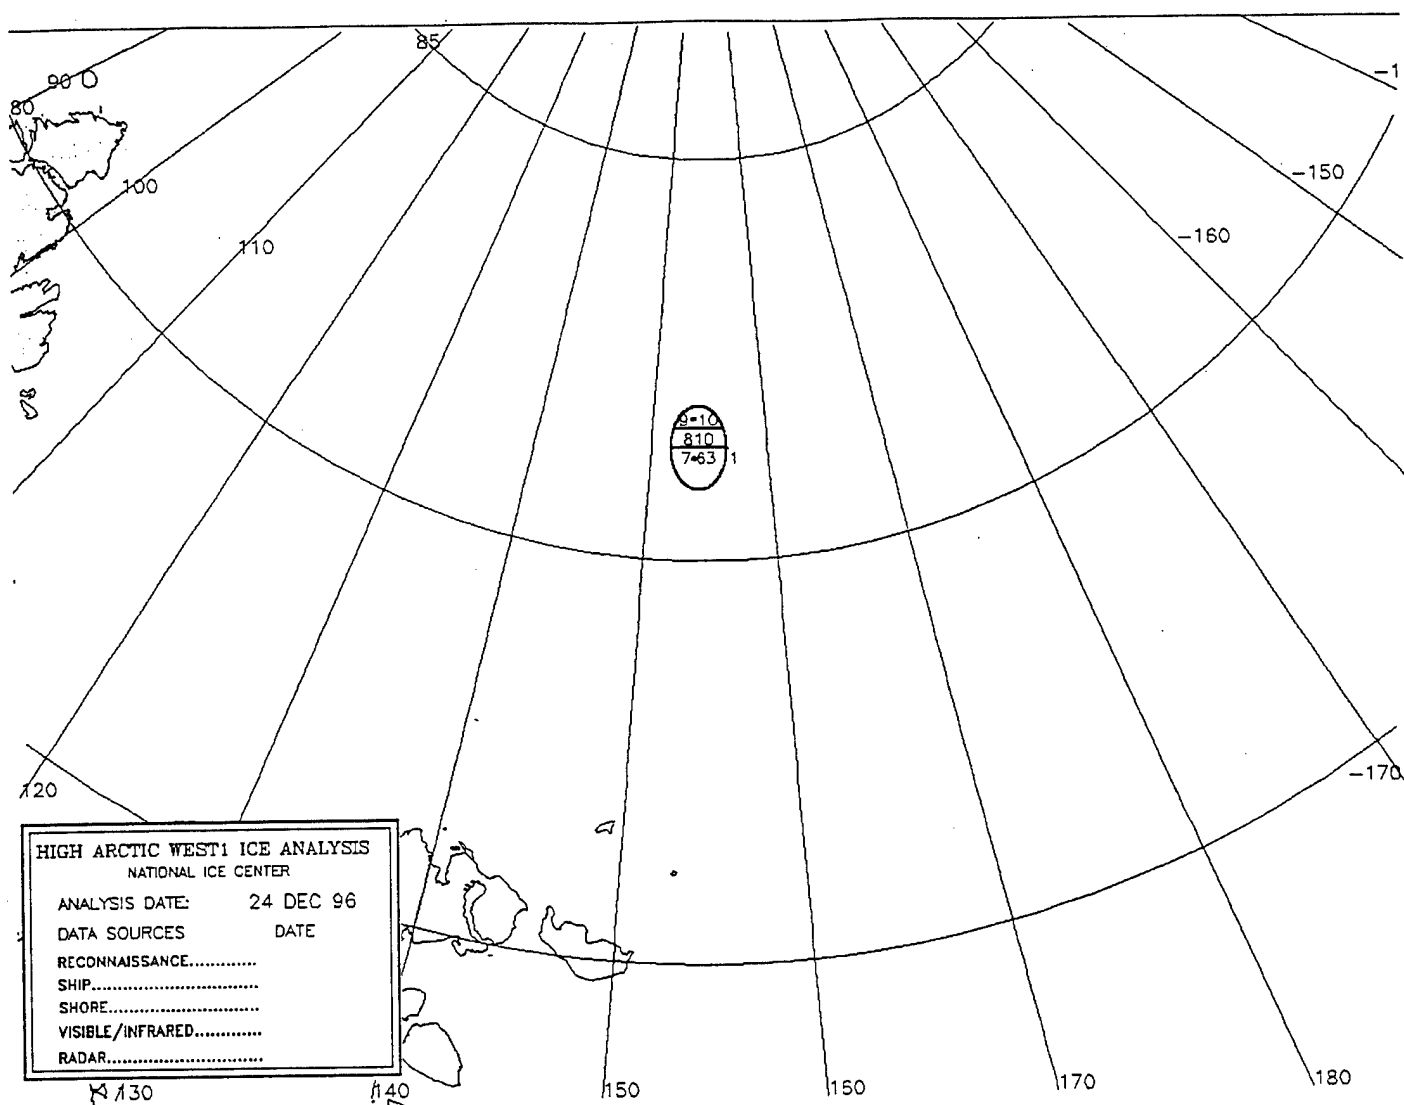 85
90
80
-1
100
-150
110
-160
9•10
810
7•63 1
-170
120
HIGH ARCTIC WEST1 ICE ANALYSIS
NATIONAL ICE CENTER
ANALYSIS DATE: 24 DEC 96
DATA SOURCES DATE
RECONNAISSANCE.............
SHIP................................
SHORE.............................
VISIBLE/INFRARED.............
RADAR..............................
130
140
150
160
170
180